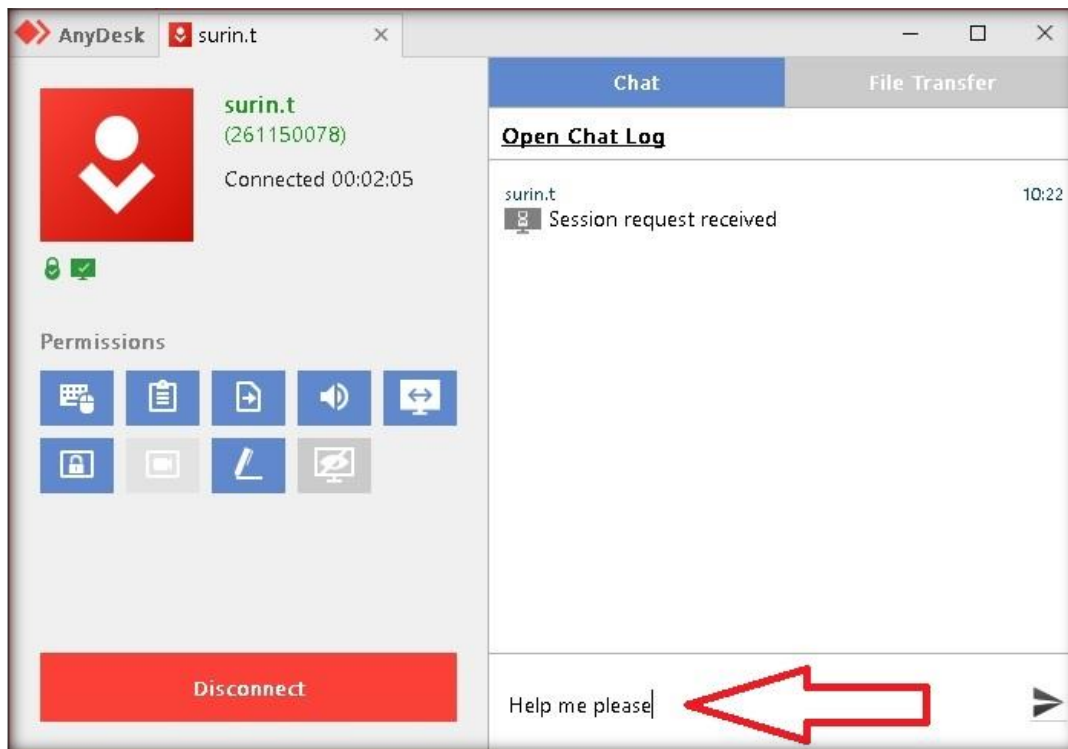 AnyDesk
surin.t
Chat
File Transfer
surin.t
(261150078)
Connected 00:02:05
Open Chat Log
surin.t 10:22
Session request received
Permissions
Disconnect
Help me please